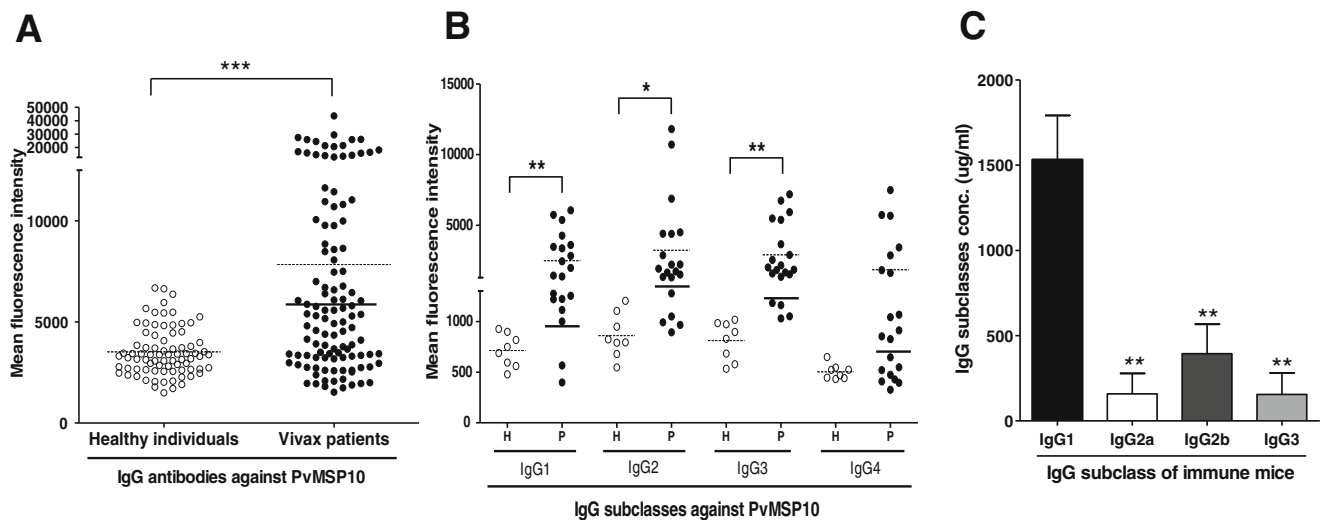 A
***
Mean fluorescence intensity
50000
40000
30000
20000
10000
5000
0
Healthy individuals Vivax patients
IgG antibodies against PvMSP10
B
Mean fluorescence intensity
15000
10000
5000
1000
500
0
**
*
**
H P H P H P H P
IgG1 IgG2 IgG3 IgG4
IgG subclasses against PvMSP10
C
IgG subclasses conc. (ug/ml)
2000
1500
1000
500
0
**
**
**
IgG1 IgG2a IgG2b IgG3
IgG subclass of immune mice